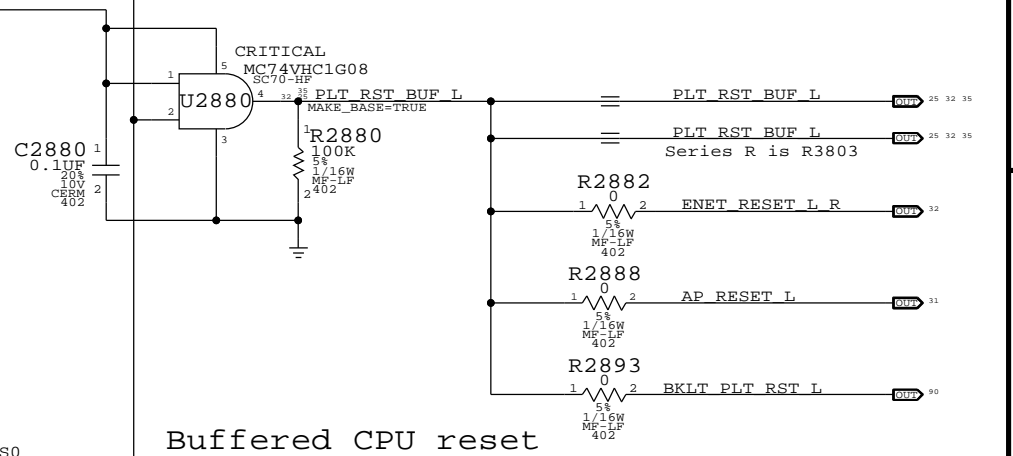 CRITICAL
5
MC74VHC1G08
SC70-HF
1
U2880
4
32 35
25
PLT_RST_BUF_L
MAKE_BASE=TRUE
2
3
PLT_RST_BUF_L
OUT
25 32 35
PLT_RST_BUF_L
OUT
25 32 35
Series R is R3803
C2880
1
0.1UF
20%
10V
CERM
402
2
1
R2880
100K
5%
1/16W
MF-LF
402
2
R2882
0
1
2
5%
1/16W
MF-LF
402
ENET_RESET_L_R
OUT
32
R2888
0
1
2
5%
1/16W
MF-LF
402
AP_RESET_L
OUT
31
R2893
0
1
2
5%
1/16W
MF-LF
402
BKLT_PLT_RST_L
OUT
90
Buffered CPU reset
S0